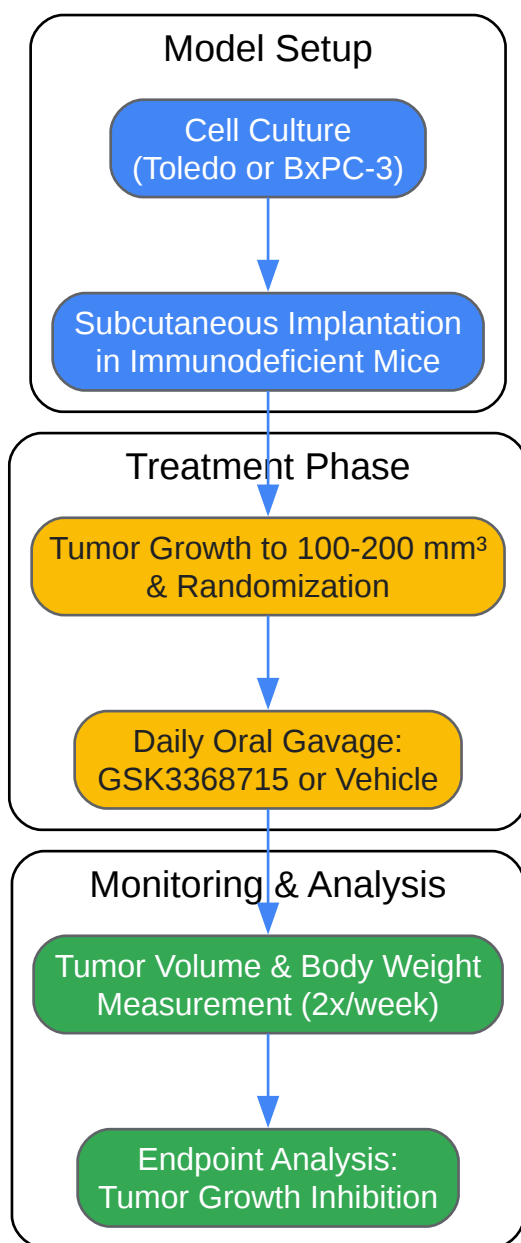 Model Setup
Cell Culture
(Toledo or BxPC-3)
Subcutaneous Implantation
in Immunodeficient Mice
Treatment Phase
Tumor Growth to 100-200 mm³
& Randomization
Daily Oral Gavage:
GSK3368715 or Vehicle
Monitoring & Analysis
Tumor Volume & Body Weight
Measurement (2x/week)
Endpoint Analysis:
Tumor Growth Inhibition